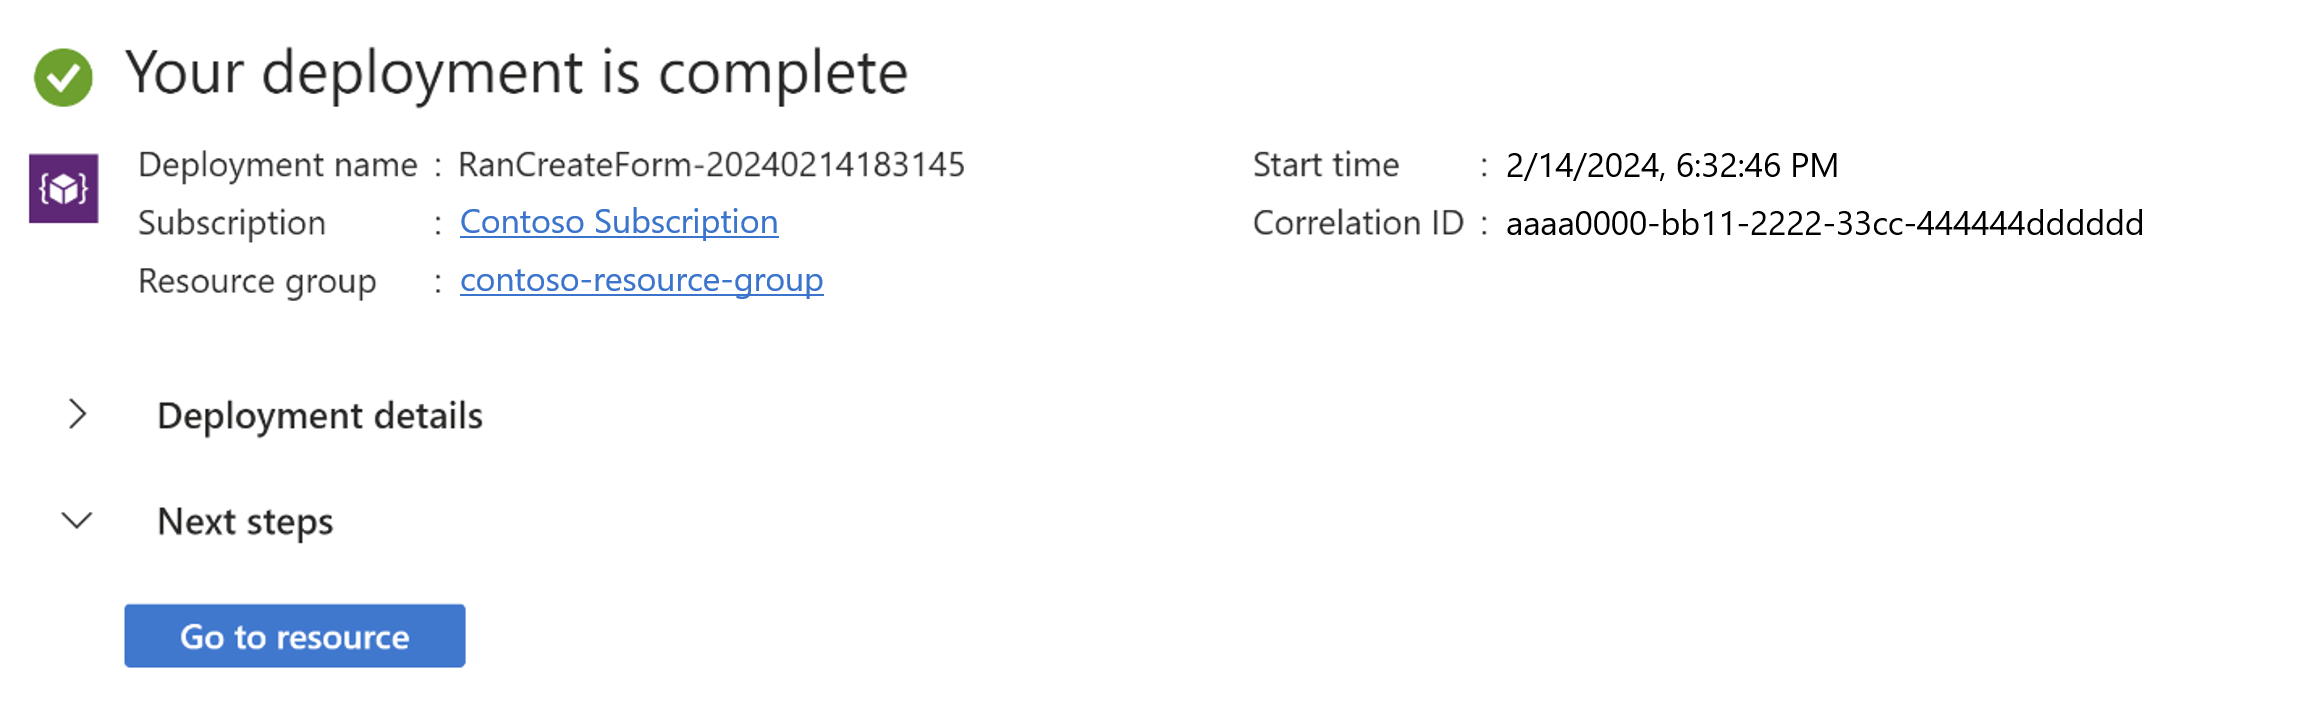 Your deployment is complete
Deployment name : RanCreateForm-20240214183145
Subscription : Contoso Subscription
Resource group : contoso-resource-group
Start time : 2/14/2024, 6:32:46 PM
Correlation ID : aaaa0000-bb11-2222-33cc-444444dddddd
Deployment details
Next steps
Go to resource